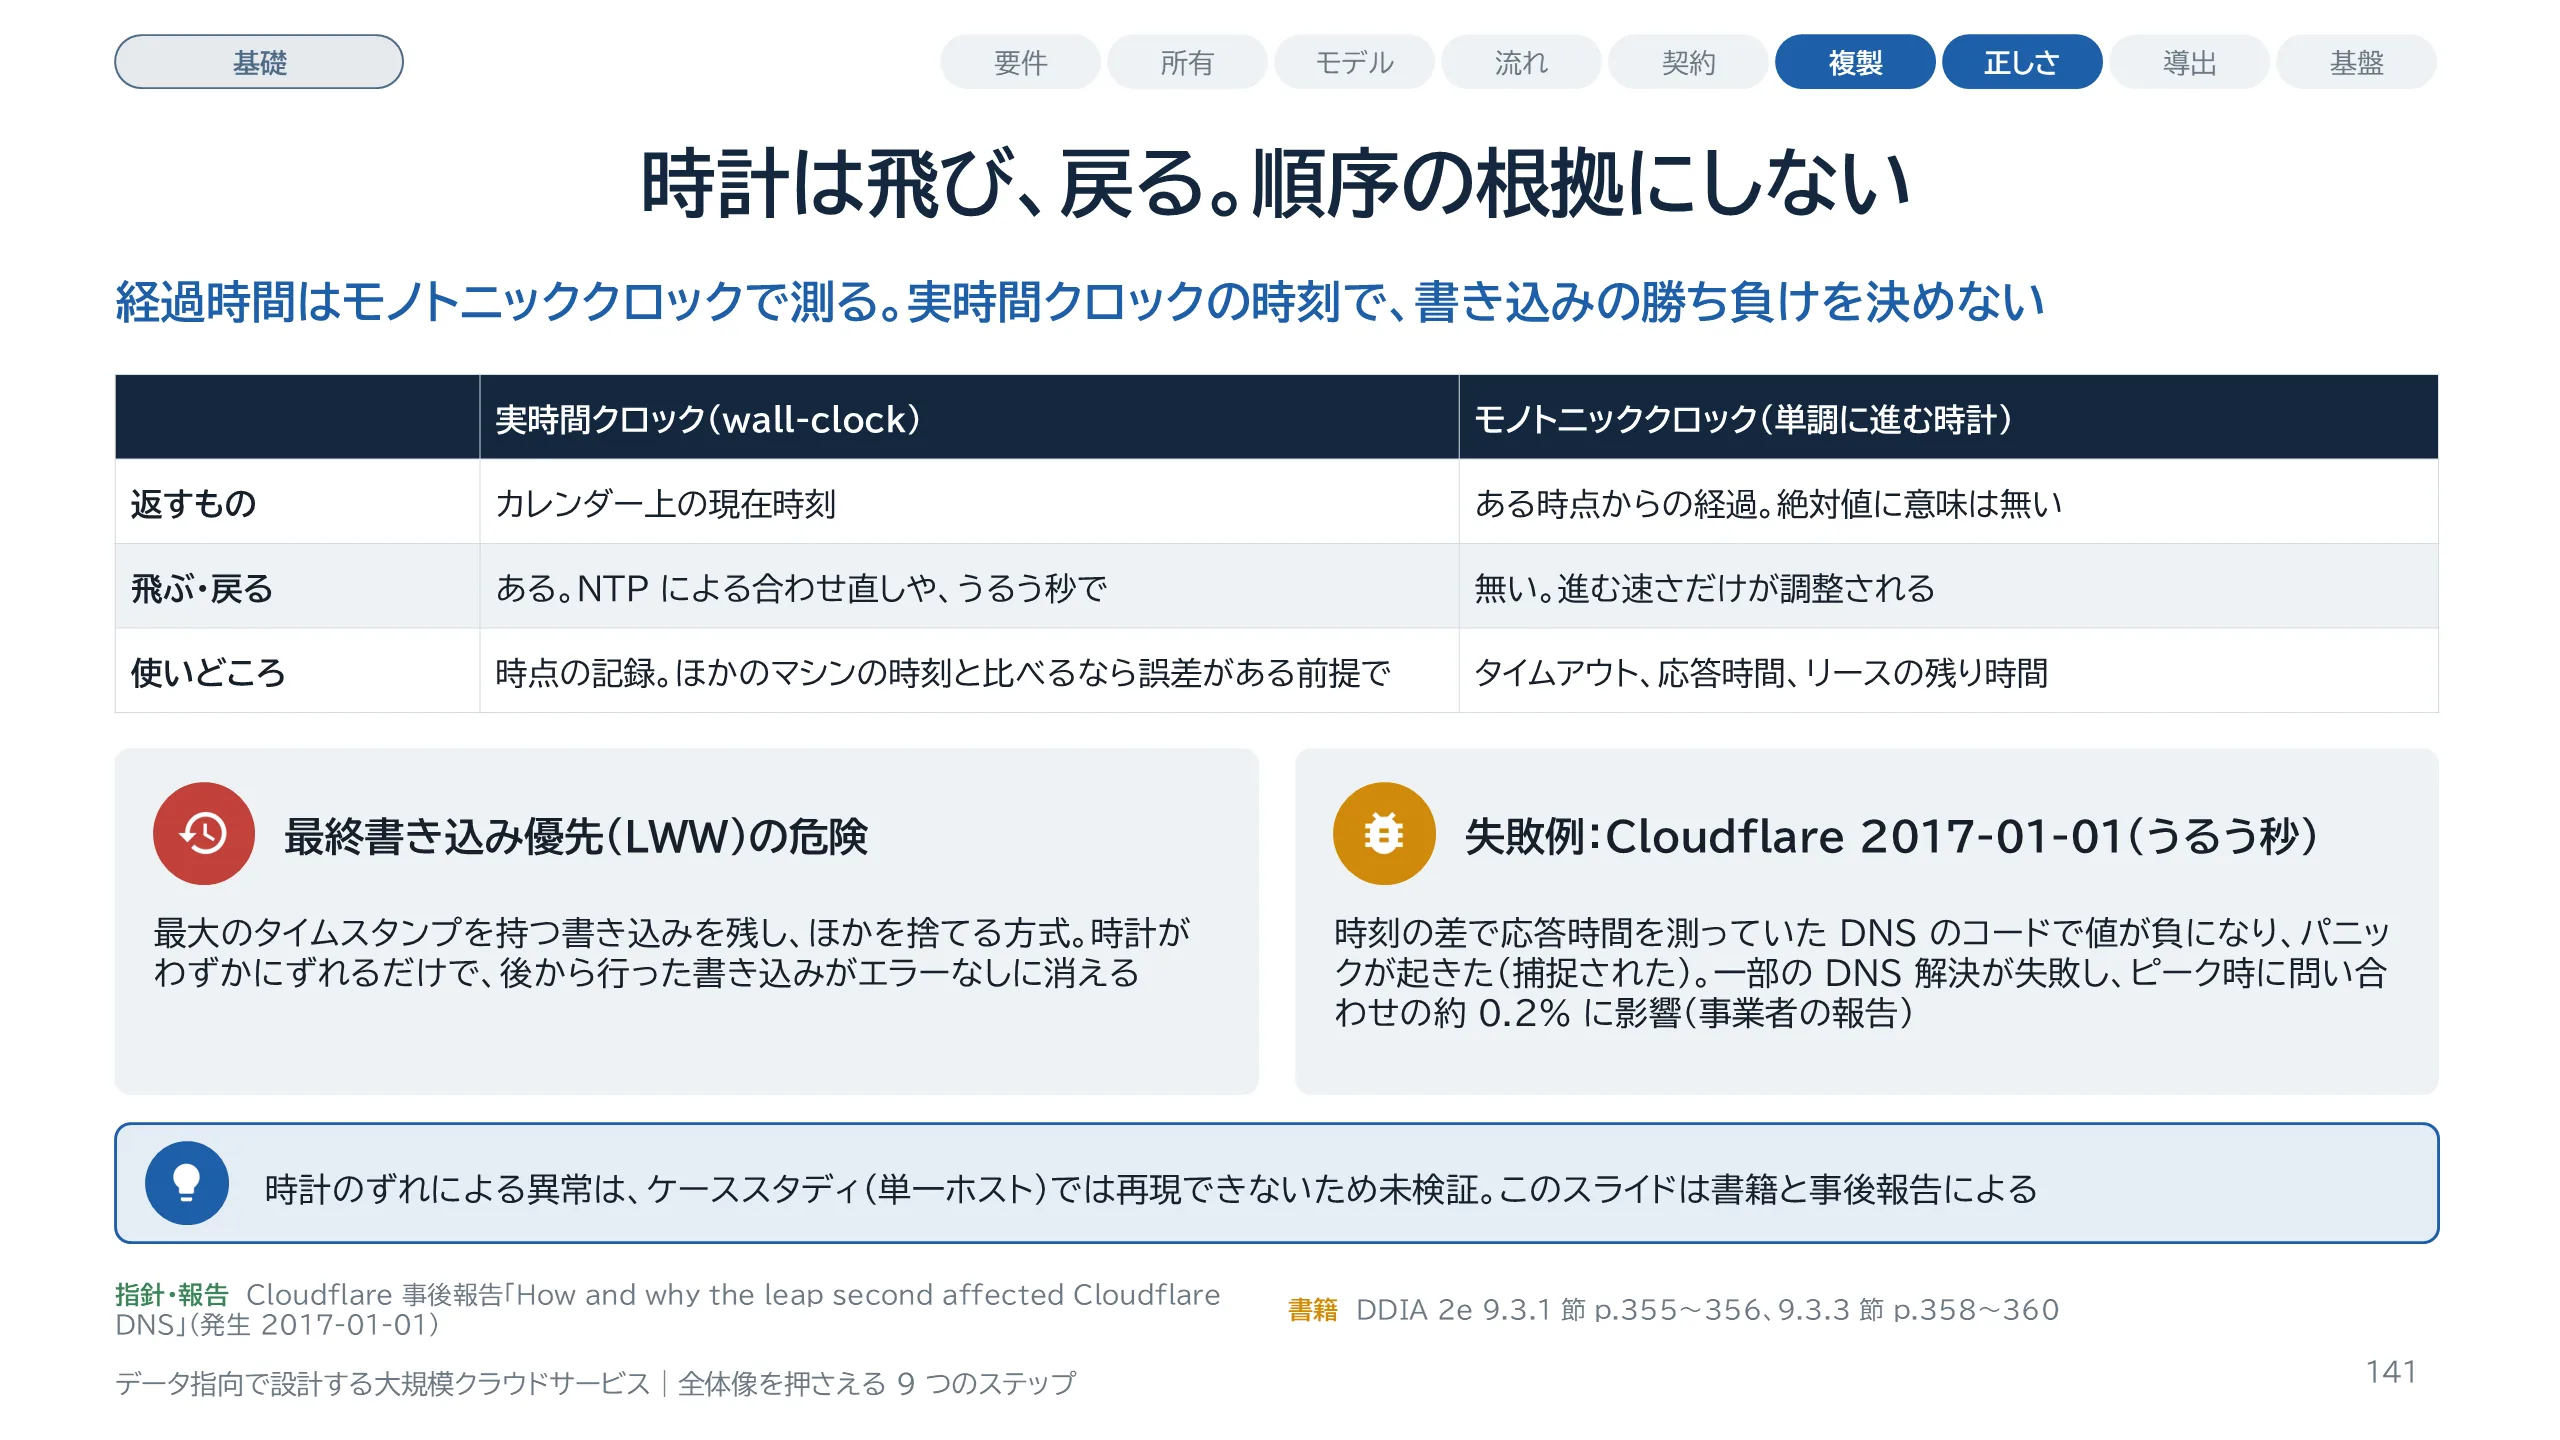 基礎
要件
所有
モデル
流れ
契約
複製
正しさ
導出
基盤
時計は飛び、戻る。順序の根拠にしない
経過時間はモノトニッククロックで測る。実時間クロックの時刻で、書き込みの勝ち負けを決めない
実時間クロック(wall-clock)
モノトニッククロック(単調に進む時計)
返すもの
カレンダー上の現在時刻
ある時点からの経過。絶対値に意味は無い
飛ぶ・戻る
ある。NTP による合わせ直しや、うるう秒で
無い。進む速さだけが調整される
使いどころ
時点の記録。ほかのマシンの時刻と比べるなら誤差がある前提で
タイムアウト、応答時間、リースの残り時間
最終書き込み優先(LWW)の危険
最大のタイムスタンプを持つ書き込みを残し、ほかを捨てる方式。時計が
わずかにずれるだけで、後から行った書き込みがエラーなしに消える
失敗例:Cloudflare 2017-01-01(うるう秒)
時刻の差で応答時間を測っていた DNS のコードで値が負になり、パニッ
クが起きた(捕捉された)。一部の DNS 解決が失敗し、ピーク時に問い合
わせの約 0.2% に影響(事業者の報告)
時計のずれによる異常は、ケーススタディ(単一ホスト)では再現できないため未検証。このスライドは書籍と事後報告による
指針・報告 Cloudflare 事後報告「How and why the leap second affected Cloudflare
DNS」(発生 2017-01-01)
書籍 DDIA 2e 9.3.1 節 p.355～356、9.3.3 節 p.358～360
データ指向で設計する大規模クラウドサービス｜全体像を押さえる 9 つのステップ
141